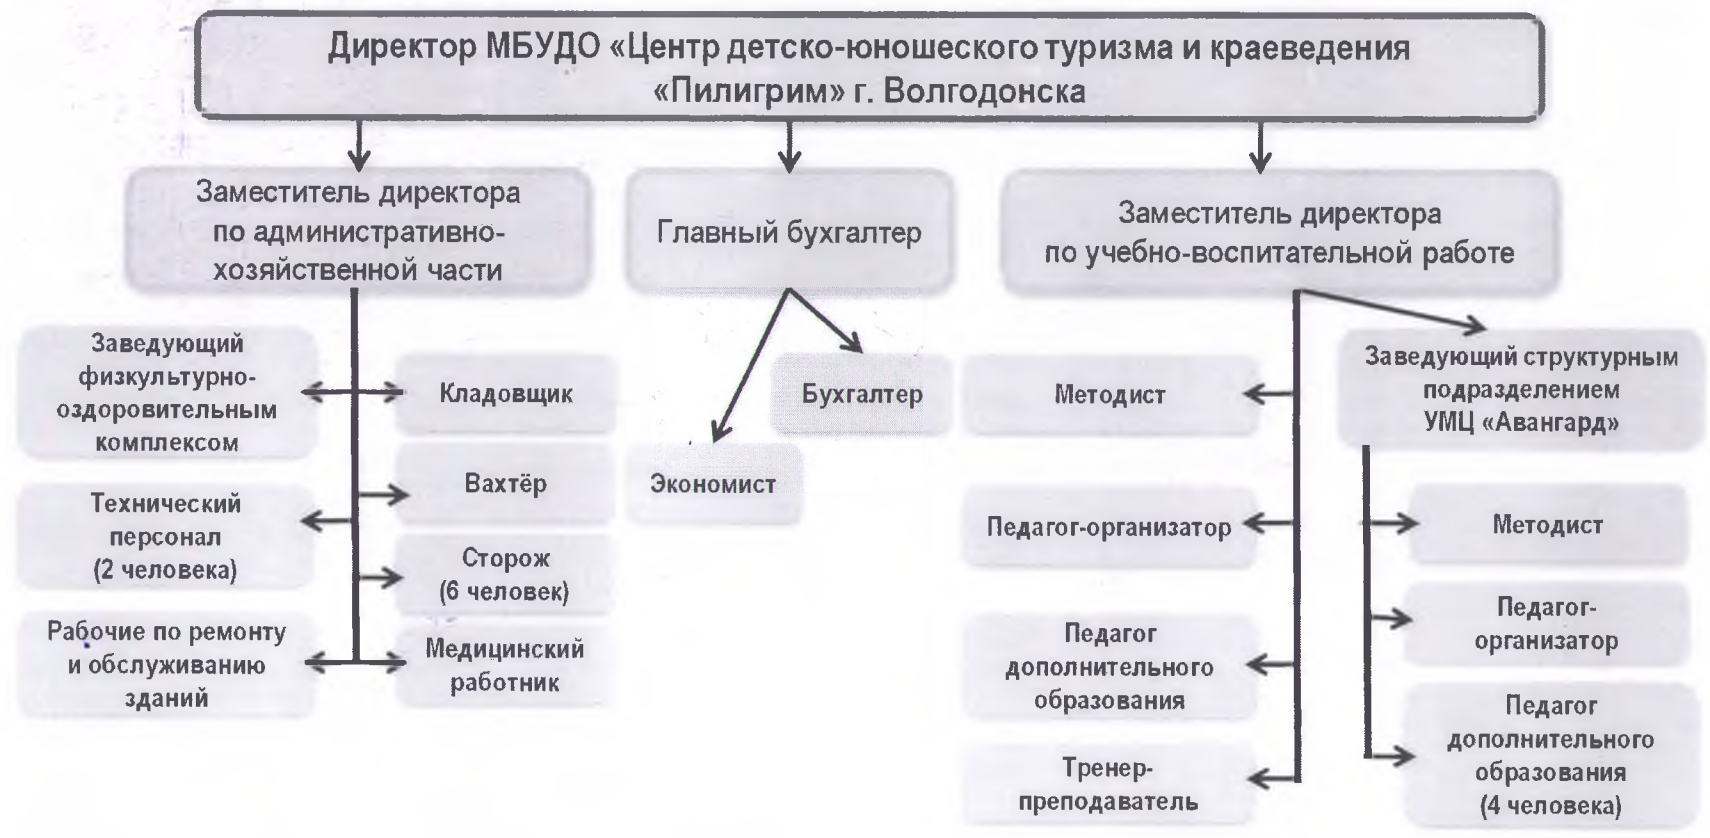 Директор МБУДО «Центр детско-юношеского туризма и краеведения
«Пилигрим» г. Волгодонска
Заместитель директора
по административно-
хозяйственной части
Главный бухгалтер
Заместитель директора
по учебно-воспитательной работе
Заведующий
физкультурно-
оздоровительным
комплексом
Технический
персонал
(2 человека)
Рабочие по ремонту
и обслуживанию
зданий
Кладовщик
Вахтёр
Сторож
(6 человек)
Медицинский
работник
Бухгалтер
Экономист
Методист
Педагог-организатор
Педагог
дополнительного
образования
Тренер-
преподаватель
Заведующий структурным
подразделением
УМЦ «Авангард»
Методист
Педагог-
организатор
Педагог
дополнительного
образования
(4 человека)